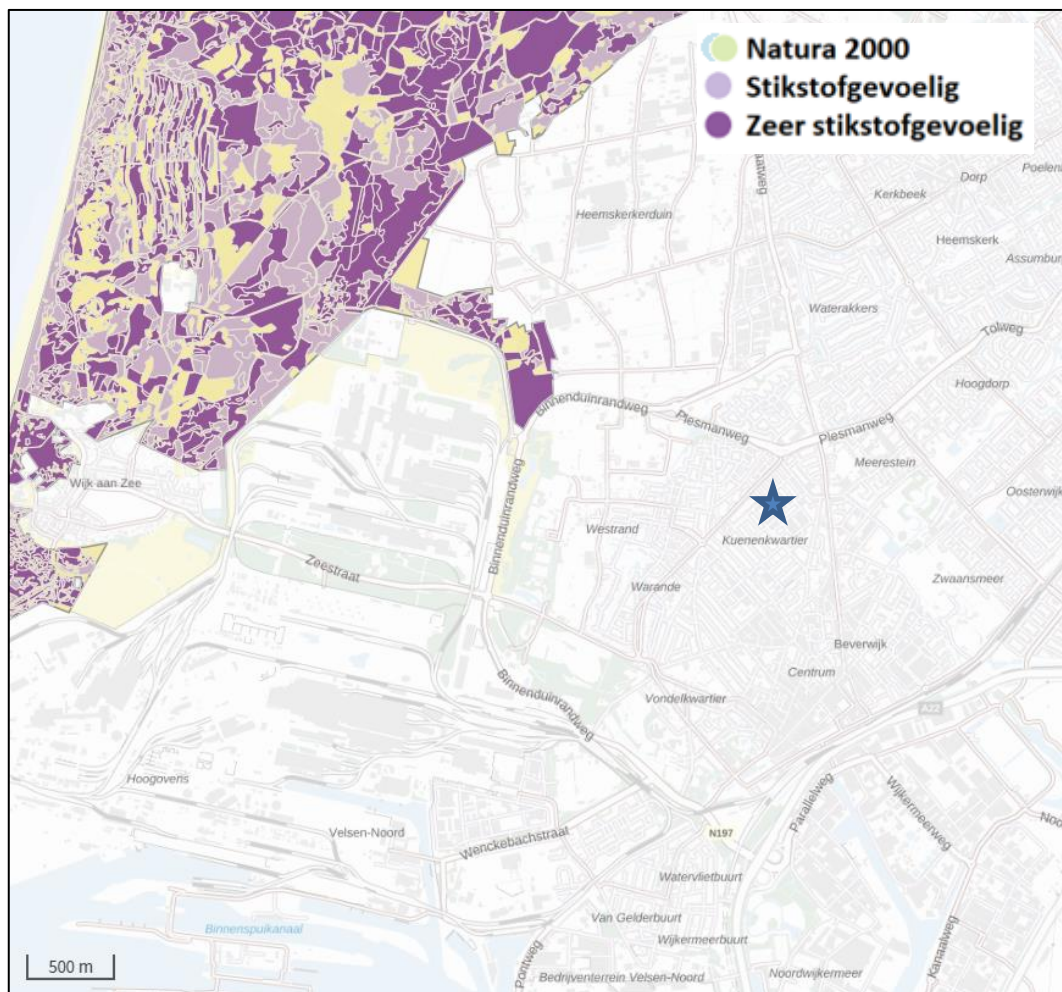 Natura 2000
Stikstofgevoelig
Zeer stikstofgevoelig
Dorp
Kerkbeek
Heemskerkerduin
Heemskerk
Waterakkers
Tolweg
Hoogdorp
Binnenduinrandweg
Plesmanweg
Plesmanweg
Meerestein
Wijk aan Zee
Binnenduinrandweg
Oosterwijk
Westrand
Kuenenkwartier
Zeestraat
Warande
Zwaansmeer
Beverwijk
Centrum
Vondelkwartier
Binnenduinrandweg
A22
Hoogovens
Parallelweg
Wijkermeerweg
Velsen-Noord
N197
Wenckebachstraat
Watervlietbuurt
Van Gelderbuurt
Binnenspuikanaal
Wijkermeerbuurt
Kanaalweg
Pontweg
500 m
Bedrijventerrein Velsen-Noord
Noordwijkermeer